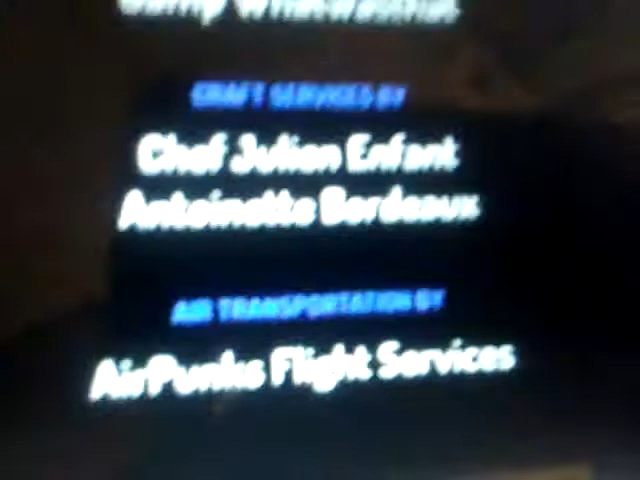 CRAFT SERVICES BY
Chef Julien Enfant
Antoinette Bordeaux
AIR TRANSPORTATION BY
AirPunks Flight Services